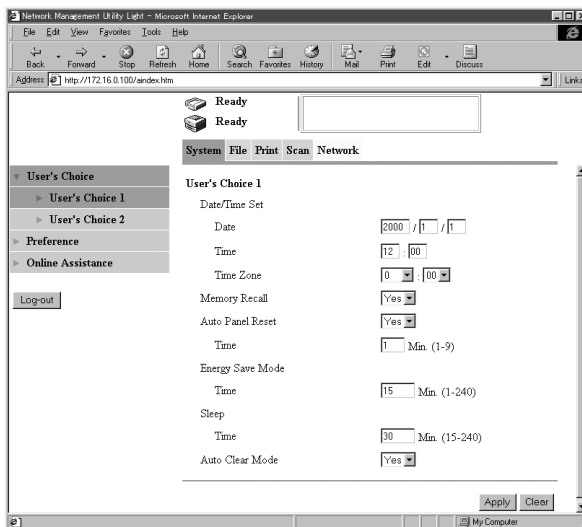 Network Management Utility Light - Microsoft Internet Explorer
File Edit View Favorites Tools Help
Back Forward Stop Refresh Home Search Favorites History Mail Print Edit Discuss
Address http://172.16.0.100/aindex.htm Links
Ready
Ready
System File Print Scan Network
User's Choice
User's Choice 1
User's Choice 2
Preference
Online Assistance
Log-out
User's Choice 1
Date/Time Set
Date 2000 / 1 / 1
Time 12 : 00
Time Zone 0 : 00
Memory Recall Yes
Auto Panel Reset Yes
Time 1 Min. (1-9)
Energy Save Mode
Time 15 Min. (1-240)
Sleep
Time 30 Min. (15-240)
Auto Clear Mode Yes
Apply Clear
My Computer